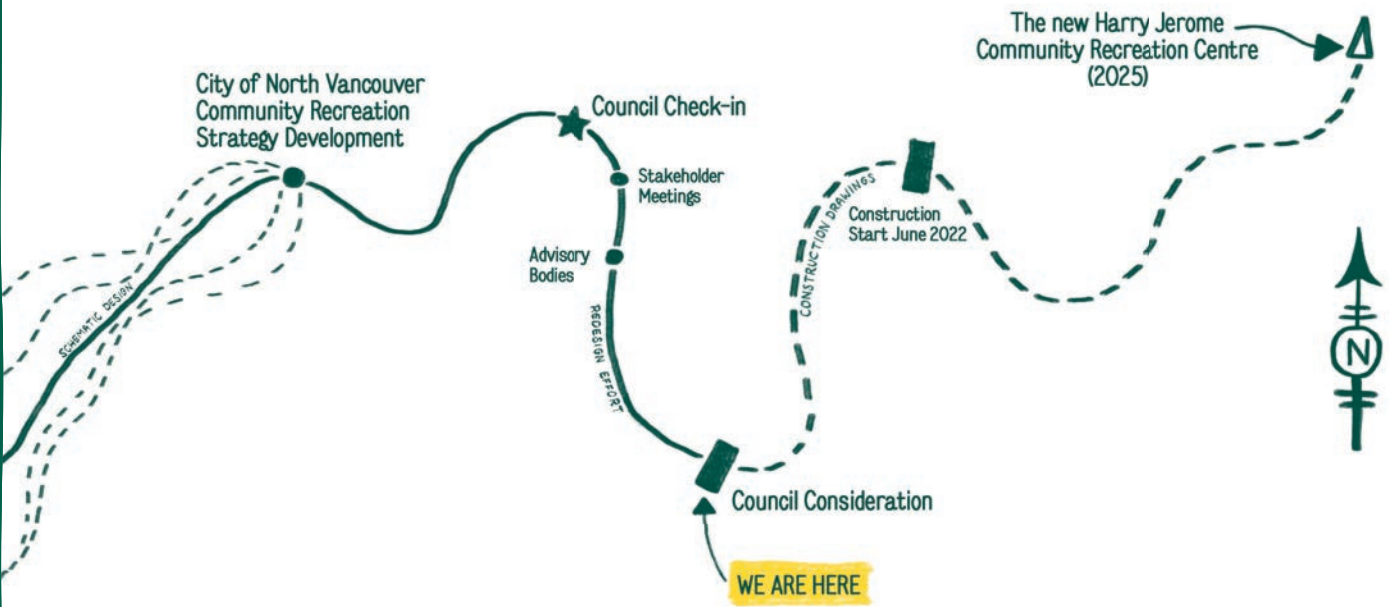 The new Harry Jerome
Community Recreation Centre
(2025)
City of North Vancouver
Community Recreation
Strategy Development
Council Check-in
Stakeholder
Meetings
Advisory
Bodies
SCHEMATIC DESIGN
REDESIGN EFFORT
CONSTRUCTION DRAWINGS
Construction
Start June 2022
N
Council Consideration
WE ARE HERE